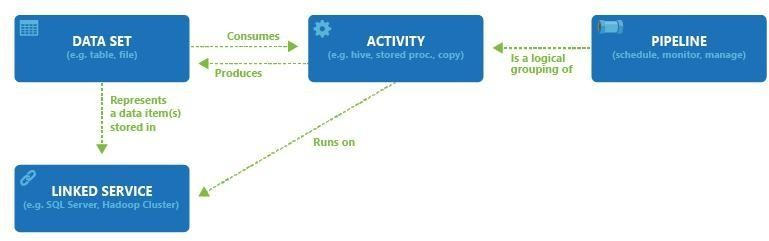 DATA SET
(e.g. table, file)
Consumes
Produces
ACTIVITY
(e.g. hive, stored proc., copy)
Is a logical
grouping of
PIPELINE
(schedule, monitor, manage)
Represents
a data item(s)
stored in
Runs on
LINKED SERVICE
(e.g. SQL Server, Hadoop Cluster)